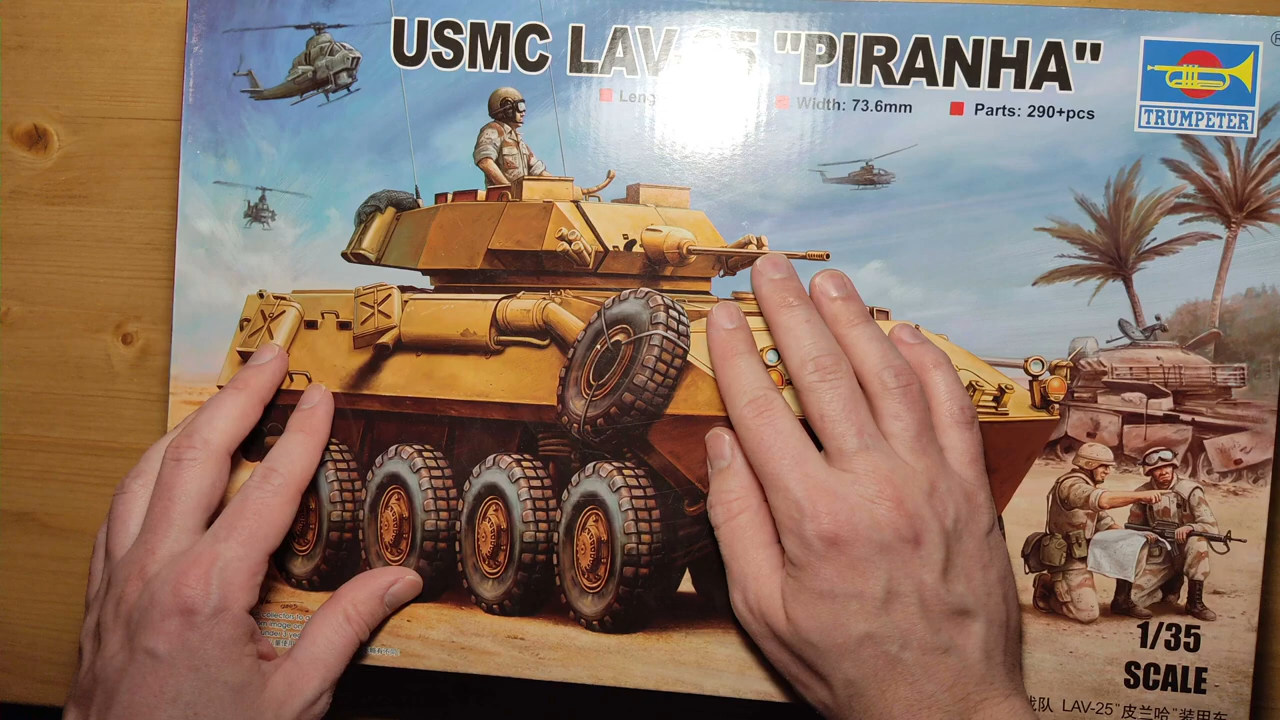 USMC LAV-25 "PIRANHA"
Width: 73.6mm
Parts: 290+pcs
TRUMPETER
®
1/35
SCALE
LAV-25"皮兰哈"装甲车